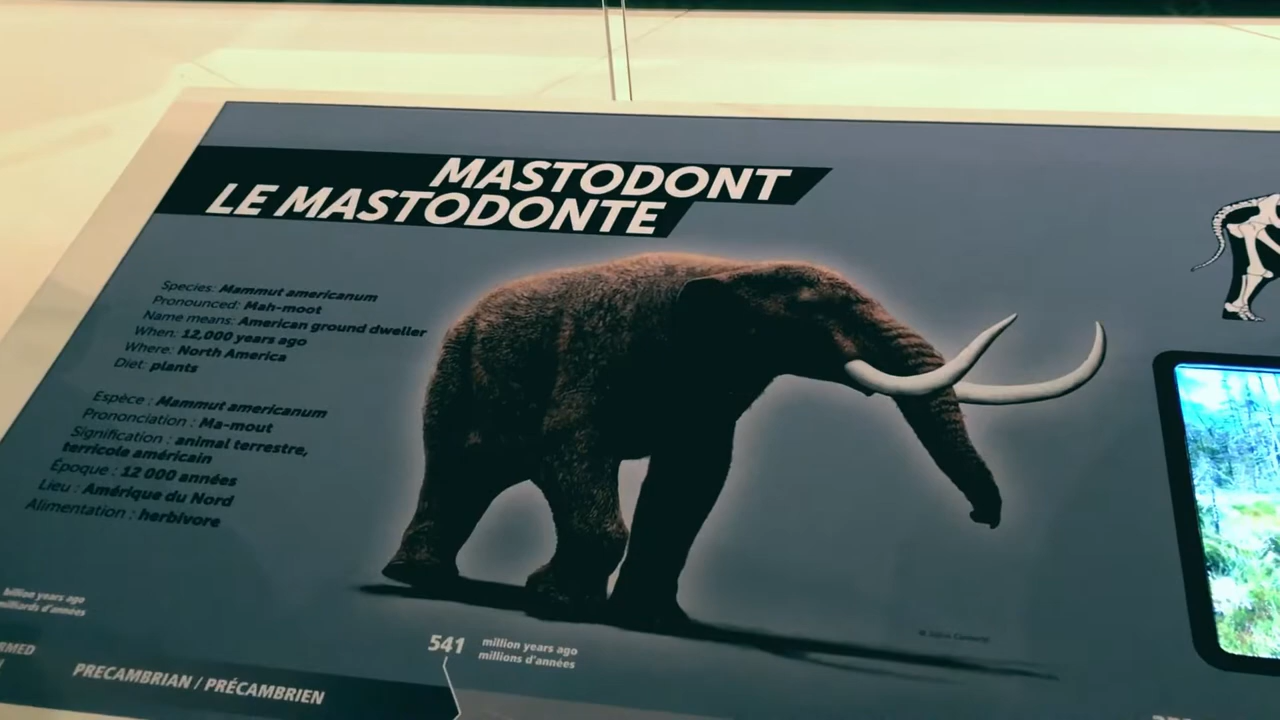 MASTODONT
LE MASTODONTE
Species: Mammut americanum
Pronounced: Mah-moot
Name means: American ground dweller
When: 12,000 years ago
Where: North America
Diet: plants
Espèce : Mammut americanum
Prononciation : Ma-mout
Signification : animal terrestre,
terricole américain
Époque : 12 000 années
Lieu : Amérique du Nord
Alimentation : herbivore
billion years ago
milliards d'années
541 million years ago
millions d'années
PRECAMBRIAN / PRÉCAMBRIEN